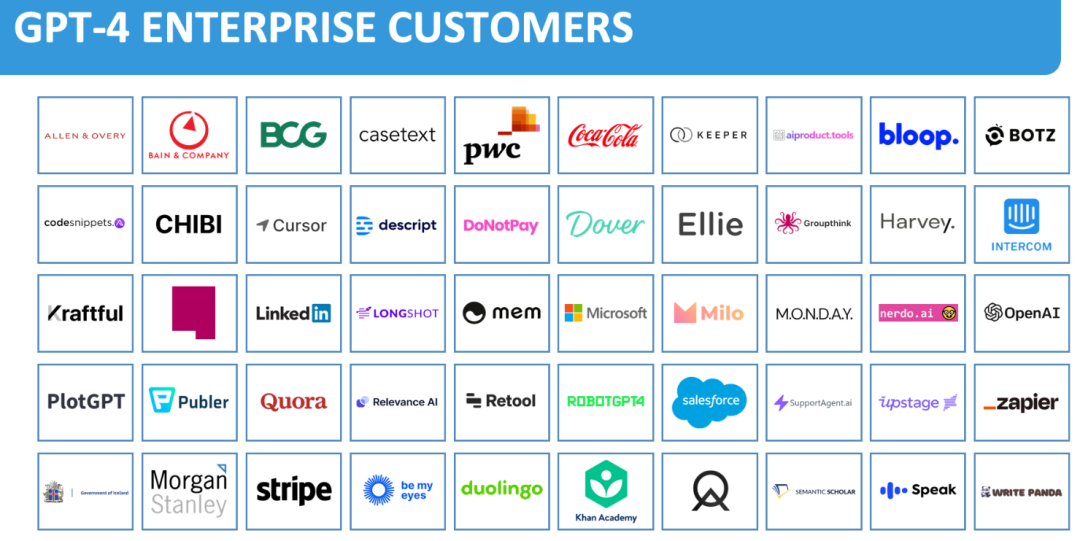 GPT-4 ENTERPRISE CUSTOMERS
ALLEN & OVERY
BAIN & COMPANY
BCG
casetext
pwc
Coca-Cola
KEEPER
aiproduct.tools
bloop.
BOTZ
codesnippets.
CHIBI
Cursor
descript
DoNotPay
Dover
Ellie
Groupthink
Harvey.
INTERCOM
Kraftful
Linked in
LONGSHOT
mem
Microsoft
Milo
M.O.N.D.A.Y.
nerdo.ai
OpenAI
PlotGPT
Publer
Quora
Relevance AI
Retool
ROBOTGPT4
salesforce
SupportAgent.ai
upstage
_zapier
Government of Iceland
Morgan
Stanley
stripe
be my
eyes
duolingo
Khan Academy
SEMANTIC SCHOLAR
Speak
WRITE PANDA